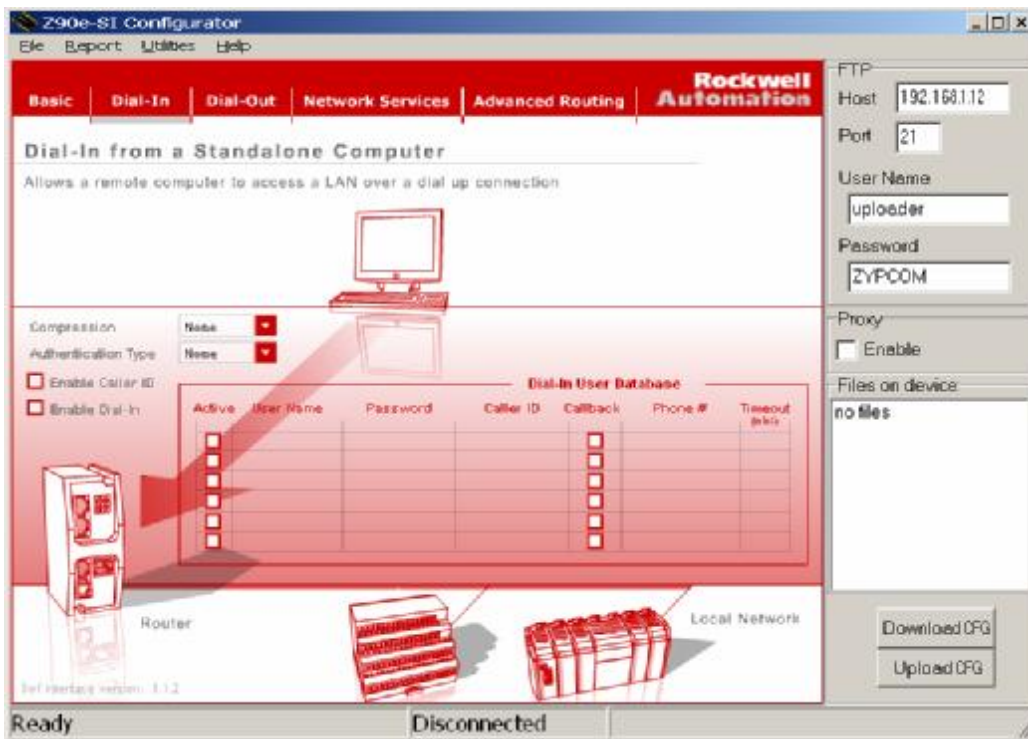 Z90e-SI Configurator
File Report Utilities Help
Basic Dial-In Dial-Out Network Services Advanced Routing
Rockwell
Automation
Dial-In from a Standalone Computer
Allows a remote computer to access a LAN over a dial up connection
Compression None
Authentication Type None
Enable Caller ID
Enable Dial-In
Dial-In User Database
Active User Name Password Caller ID Callback Phone # Timeout
Router
Local Network
version: 1.1.2
Ready
Disconnected
FTP
Host 192.168.1.12
Port 21
User Name
uploader
Password
ZYPCOM
Proxy
Enable
Files on device
no files
Download CFG
Upload CFG